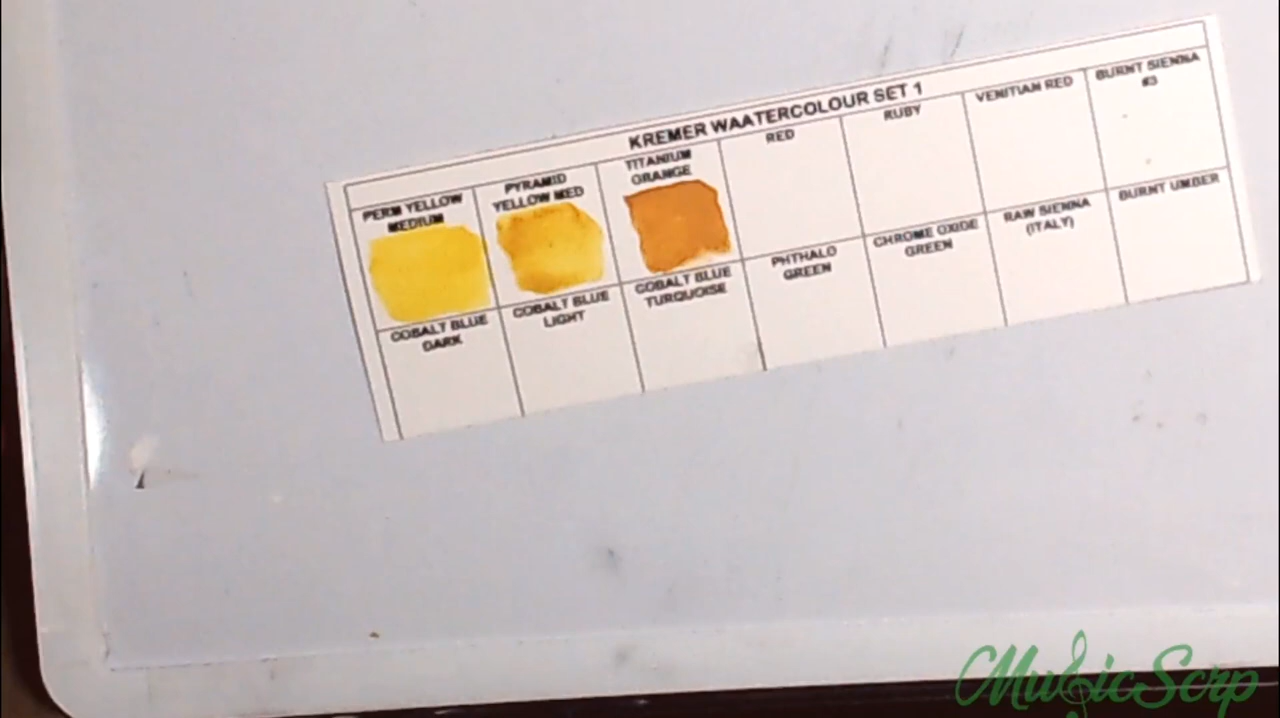 KREMER WAATERCOLOUR SET 1
PERM YELLOW
MEDIUM
PYRAMID
YELLOW MED
TITANIUM
ORANGE
RED
RUBY
VENITIAN RED
BURNT SIENNA
#3
COBALT BLUE
DARK
COBALT BLUE
LIGHT
COBALT BLUE
TURQUOISE
PHTHALO
GREEN
CHROME OXIDE
GREEN
RAW SIENNA
(ITALY)
BURNT UMBER
MusicScrp